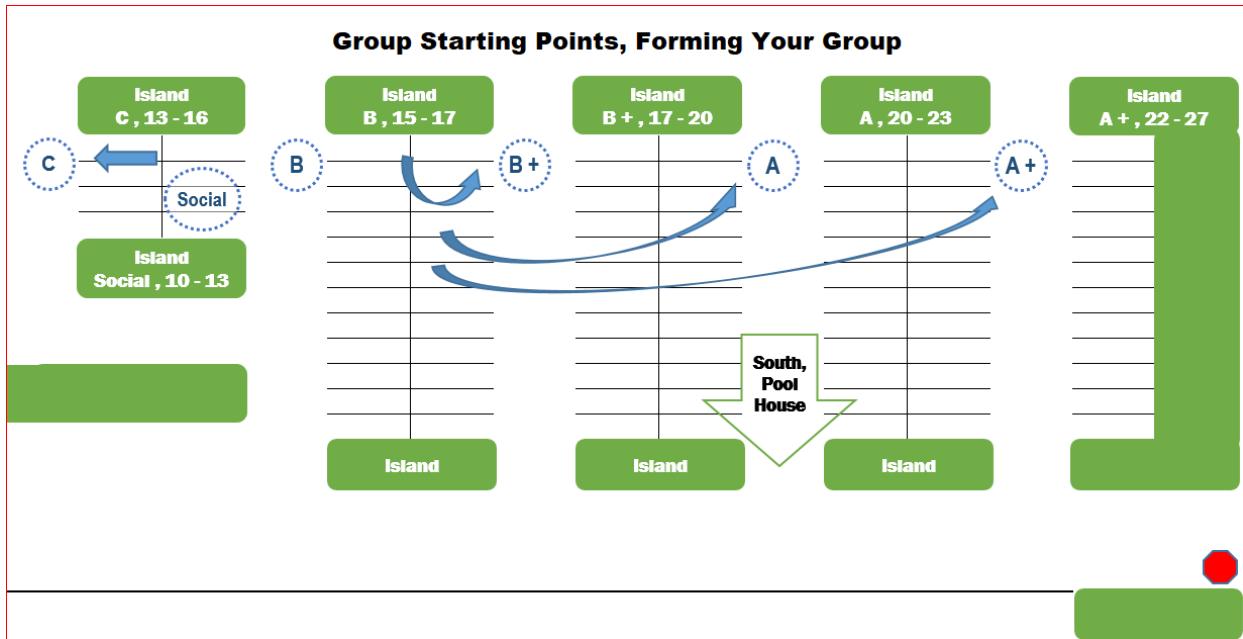 Group Starting Points, Forming Your Group
Island
C , 13 - 16
Island
B , 15 - 17
Island
B + , 17 - 20
Island
A , 20 - 23
Island
A + , 22 - 27
C
B
B +
A
A +
Social
Island
Social , 10 - 13
South,
Pool
House
Island
Island
Island